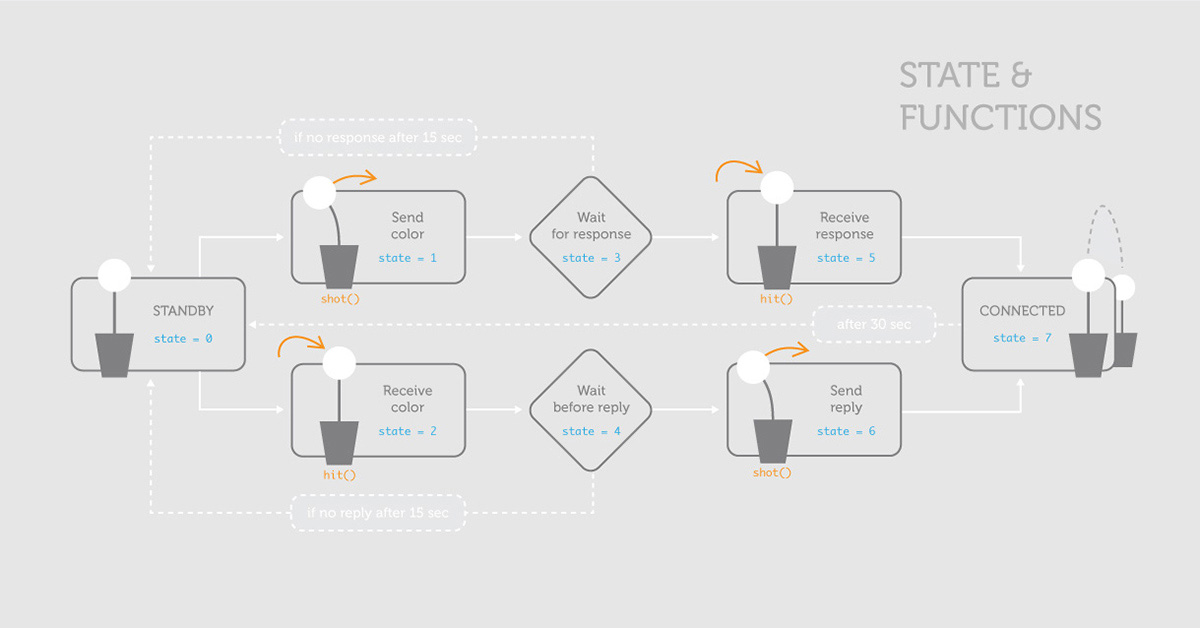 STATE &
FUNCTIONS
if no response after 15 sec
Send
color
state = 1
shot()
Wait
for response
state = 3
Receive
response
state = 5
hit()
STANDBY
state = 0
after 30 sec
CONNECTED
state = 7
Receive
color
state = 2
hit()
Wait
before reply
state = 4
Send
reply
state = 6
shot()
if no reply after 15 sec